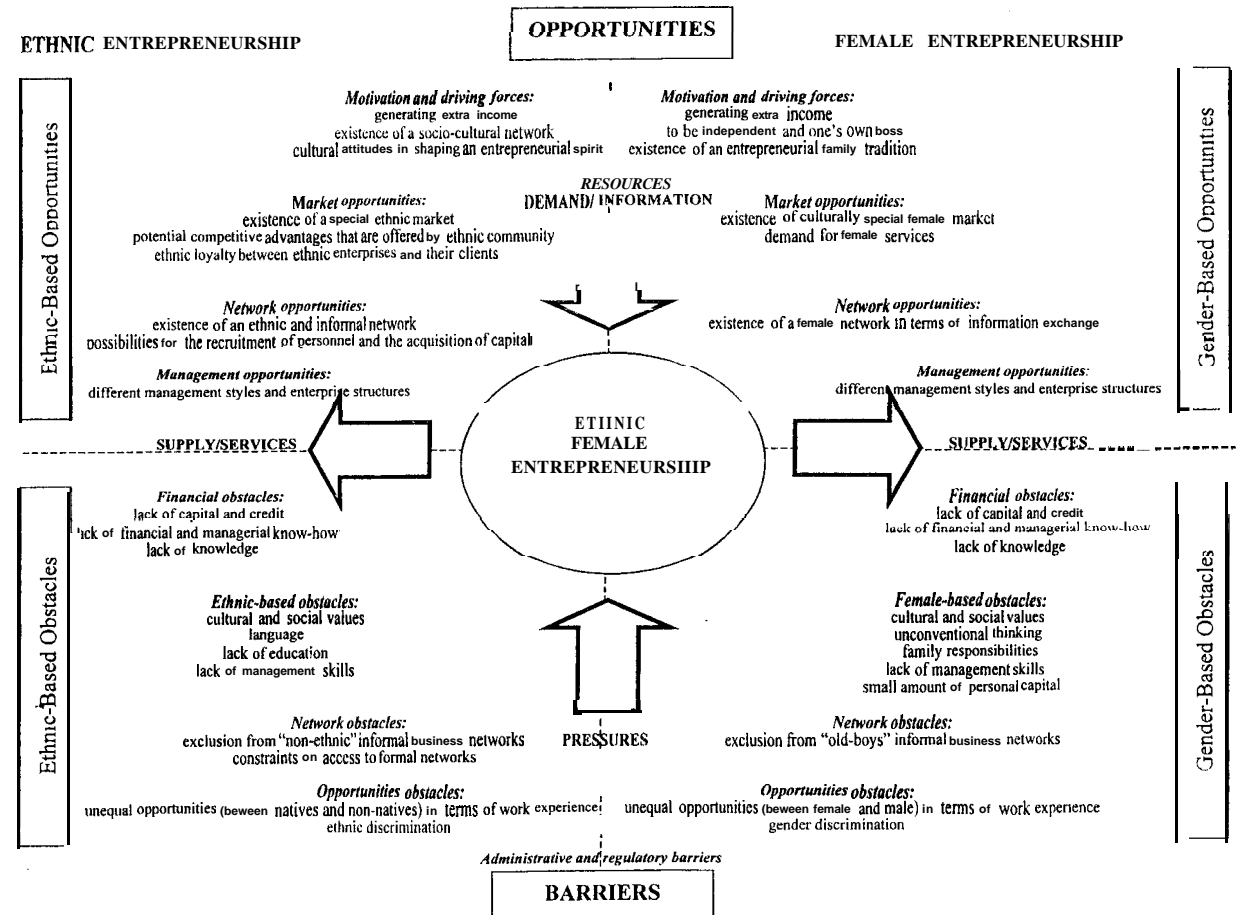 OPPORTUNITIES
ETHNIC ENTREPRENEURSHIP
FEMALE ENTREPRENEURSHIP
Ethnic-Based Opportunities
Motivation and driving forces:
generating extra income
existence of a socio-cultural network
cultural attitudes in shaping an entrepreneurial spirit
Motivation and driving forces:
generating extra income
to be independent and one's own boss
existence of an entrepreneurial family tradition
Gender-Based Opportunities
RESOURCES
DEMAND/ INFORMATION
Market opportunities:
existence of a special ethnic market
potential competitive advantages that are offered by ethnic community
ethnic loyalty between ethnic enterprises and their clients
Market opportunities:
existence of culturally special female market
demand for female services
Network opportunities:
existence of an ethnic and informal network
possibilities for the recruitment of personnel and the acquisition of capital
Network opportunities:
existence of a female network in terms of information exchange
Management opportunities:
different management styles and enterprise structures
Management opportunities:
different management styles and enterprise structures
SUPPLY/SERVICES
ETHNIC
FEMALE
ENTREPRENEURSHIP
SUPPLY/SERVICES
Ethnic-Based Obstacles
Financial obstacles:
lack of capital and credit
lack of financial and managerial know-how
lack of knowledge
Financial obstacles:
lack of capital and credit
lack of financial and managerial know-how
lack of knowledge
Gender-Based Obstacles
Ethnic-based obstacles:
cultural and social values
language
lack of education
lack of management skills
Female-based obstacles:
cultural and social values
unconventional thinking
family responsibilities
lack of management skills
small amount of personal capital
Network obstacles:
exclusion from "non-ethnic" informal business networks
constraints on access to formal networks
PRESSURES
Network obstacles:
exclusion from "old-boys" informal business networks
Opportunities obstacles:
unequal opportunities (beween natives and non-natives) in terms of work experience
ethnic discrimination
Opportunities obstacles:
unequal opportunities (beween female and male) in terms of work experience
gender discrimination
Administrative and regulatory barriers
BARRIERS